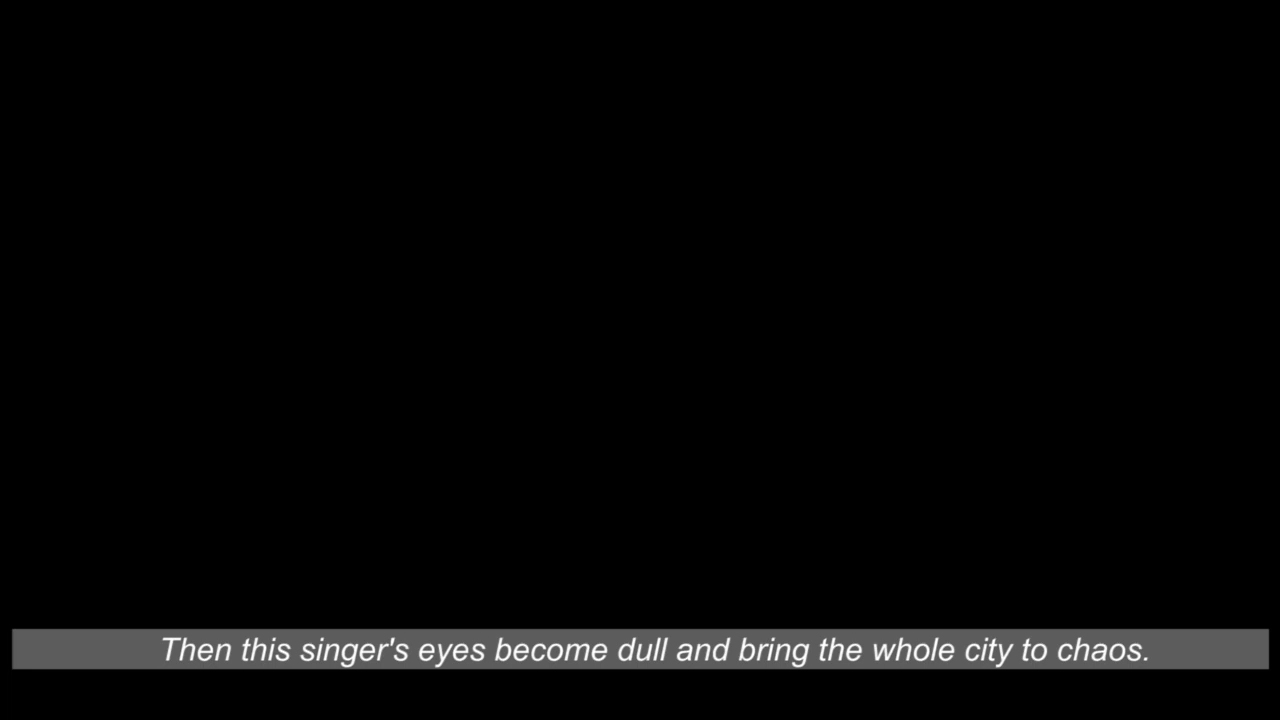 Then this singer's eyes become dull and bring the whole city to chaos.